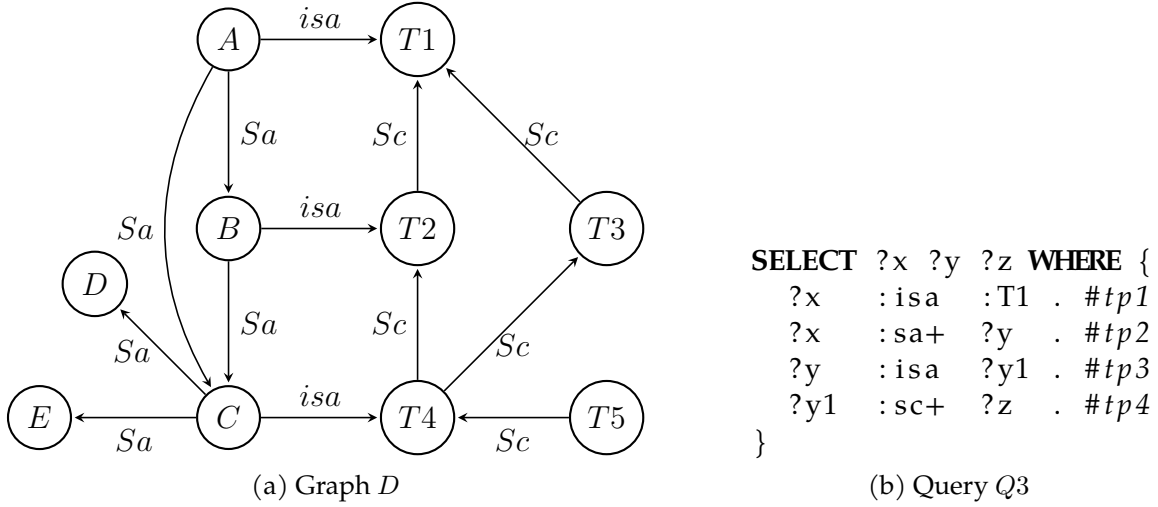 A isa T1
Sa Sc Sc
Sa B isa T2 T3
D
Sa Sa Sc Sc
E Sa C isa T4 Sc T5
(a) Graph D
SELECT ?x ?y ?z WHERE {
?x :isa :T1 . #tp1
?x :sa+ ?y . #tp2
?y :isa ?y1 . #tp3
?y1 :sc+ ?z . #tp4
}
(b) Query Q3